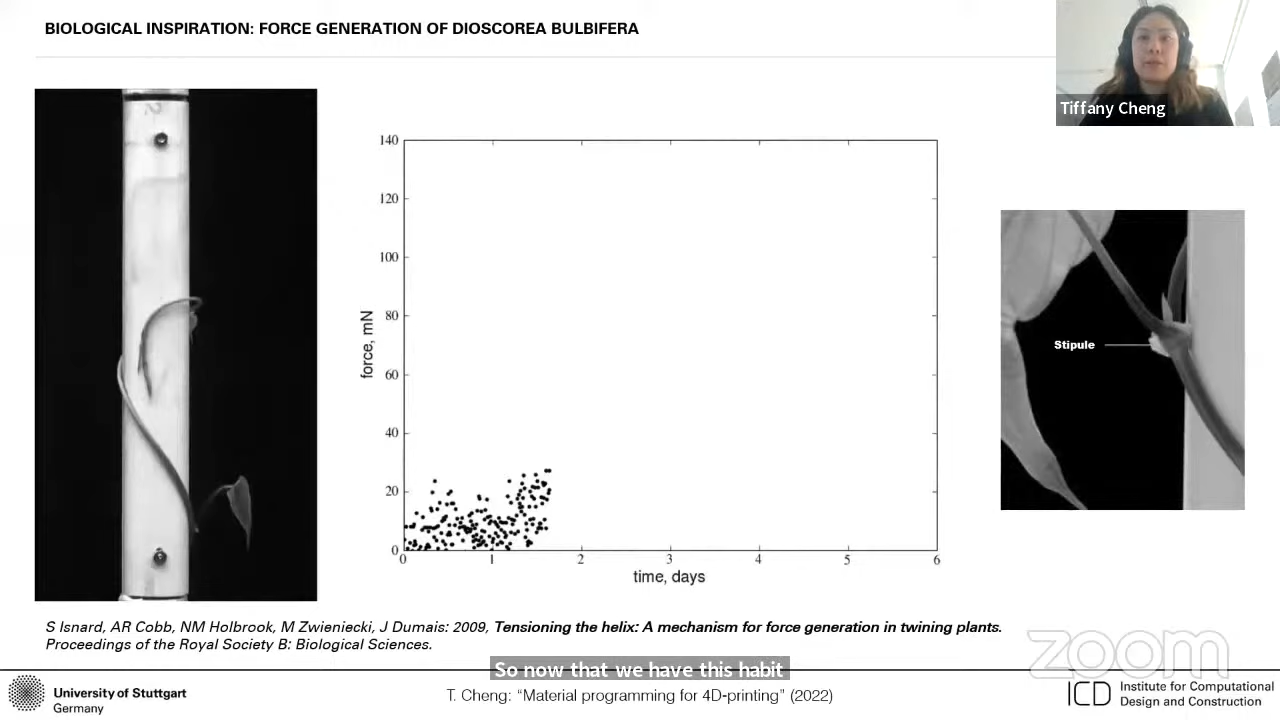 BIOLOGICAL INSPIRATION: FORCE GENERATION OF DIOSCOREA BULBIFERA
Tiffany Cheng
2
140
120
100
80
60
40
20
0
force, mN
0 1 2 3 4 5 6
time, days
Stipule
S Isnard, AR Cobb, NM Holbrook, M Zwieniecki, J Dumais: 2009, Tensioning the helix: A mechanism for force generation in twining plants.
Proceedings of the Royal Society B: Biological Sciences.
zoom
So now that we have this habit
University of Stuttgart
Germany
T. Cheng: “Material programming for 4D-printing” (2022)
ICD
Institute for Computational
Design and Construction